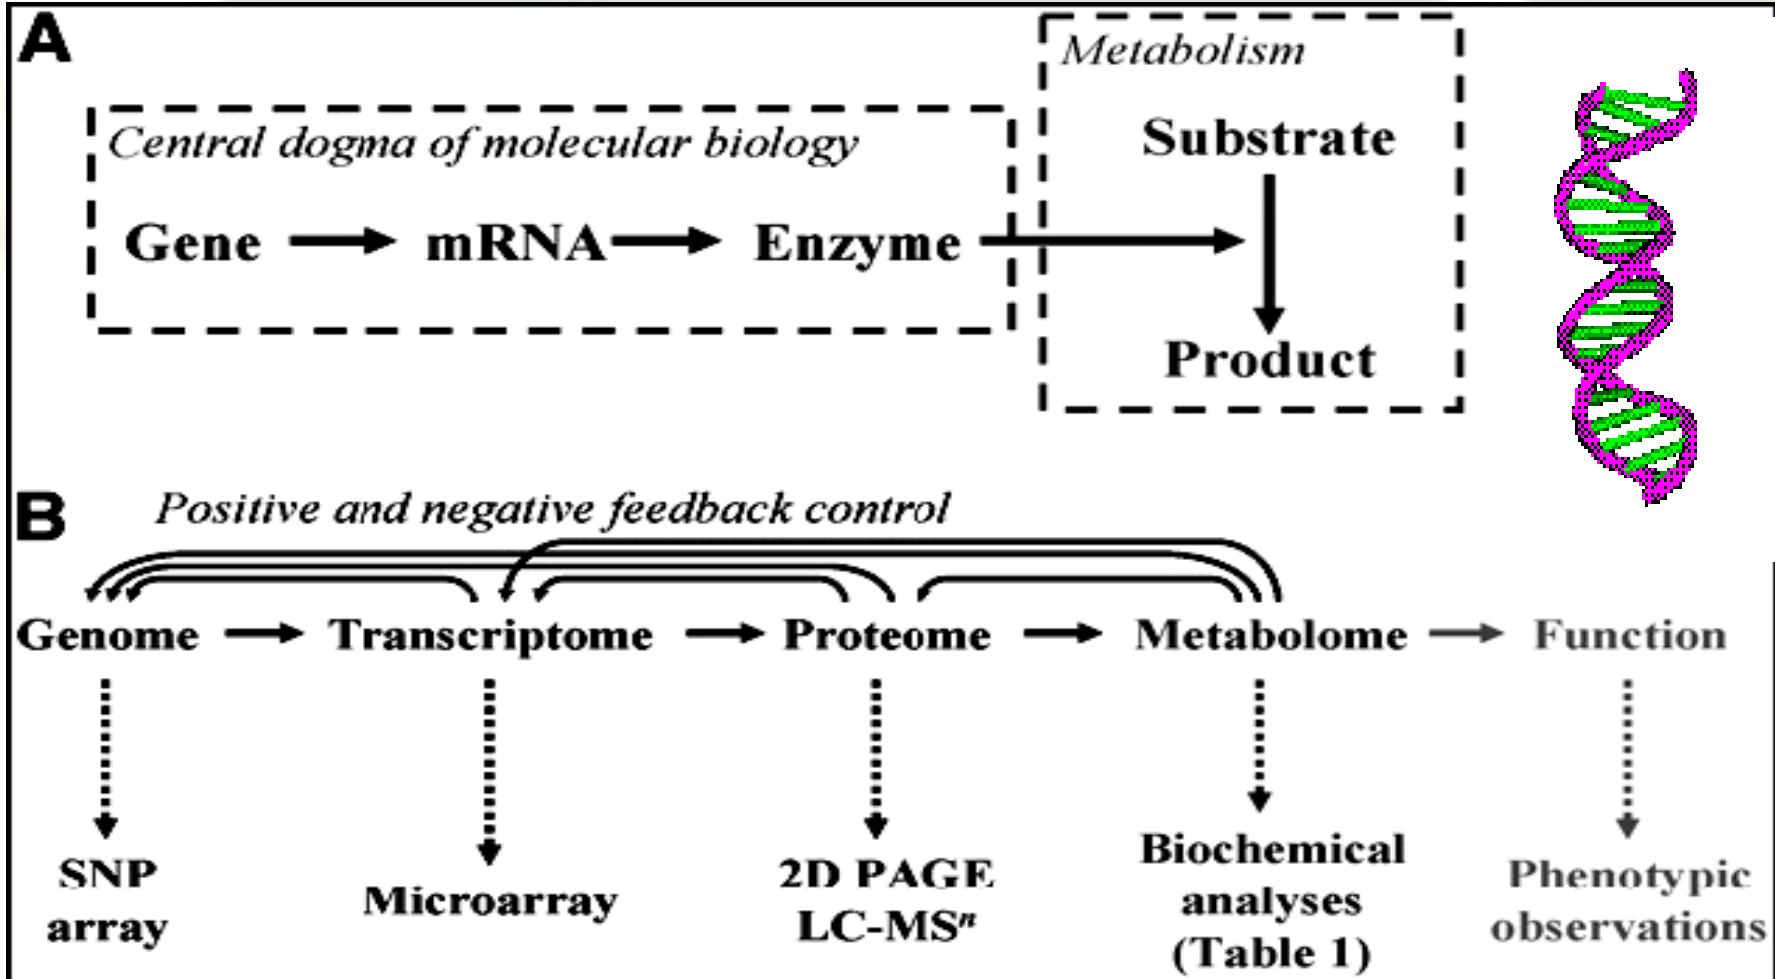 A
Metabolism
Central dogma of molecular biology
Substrate
Gene mRNA Enzyme
Product
B
Positive and negative feedback control
Genome Transcriptome Proteome Metabolome Function
SNP
array
Microarray
2D PAGE
LC-MSⁿ
Biochemical
analyses
(Table 1)
Phenotypic
observations